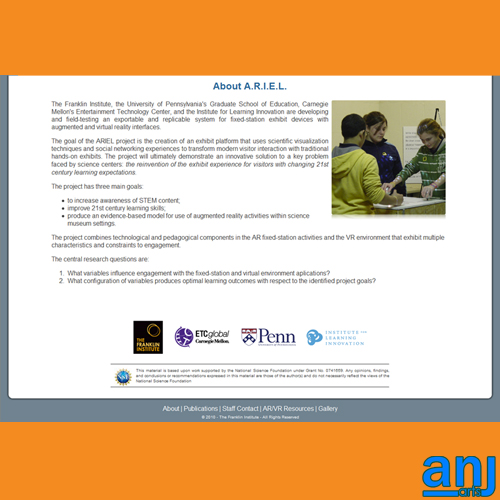 About A.R.I.E.L.
The Franklin Institute, the University of Pennsylvania's Graduate School of Education, Carnegie
Mellon's Entertainment Technology Center, and the Institute for Learning Innovation are developing
and field-testing an exportable and replicable system for fixed-station exhibit devices with
augmented and virtual reality interfaces.
The goal of the ARIEL project is the creation of an exhibit platform that uses scientific visualization
techniques and social networking experiences to transform modern visitor interaction with traditional
hands-on exhibits. The project will ultimately demonstrate an innovative solution to a key problem
faced by science centers: the reinvention of the exhibit experience for visitors with changing 21st
century learning expectations.
The project has three main goals:
• to increase awareness of STEM content;
• improve 21st century learning skills;
• produce an evidence-based model for use of augmented reality activities within science
museum settings.
The project combines technological and pedagogical components in the AR fixed-station activities and the VR environment that exhibit multiple
characteristics and constraints to engagement.
The central research questions are:
1. What variables influence engagement with the fixed-station and virtual environment aplications?
2. What configuration of variables produces optimal learning outcomes with respect to the identified project goals?
THE
FRANKLIN
INSTITUTE
ETCglobal
Carnegie Mellon.
Penn
UNIVERSITY of PENNSYLVANIA
INSTITUTE FOR
LEARNING
INNOVATION
NSF
This material is based upon work supported by the National Science Foundation under Grant No. 0741659. Any opinions, findings,
and conclusions or recommendations expressed in this material are those of the author(s) and do not necessarily reflect the views of the
National Science Foundation
About | Publications | Staff Contact | AR/VR Resources | Gallery
© 2010 - The Franklin Institute - All Rights Reserved
anj
ants